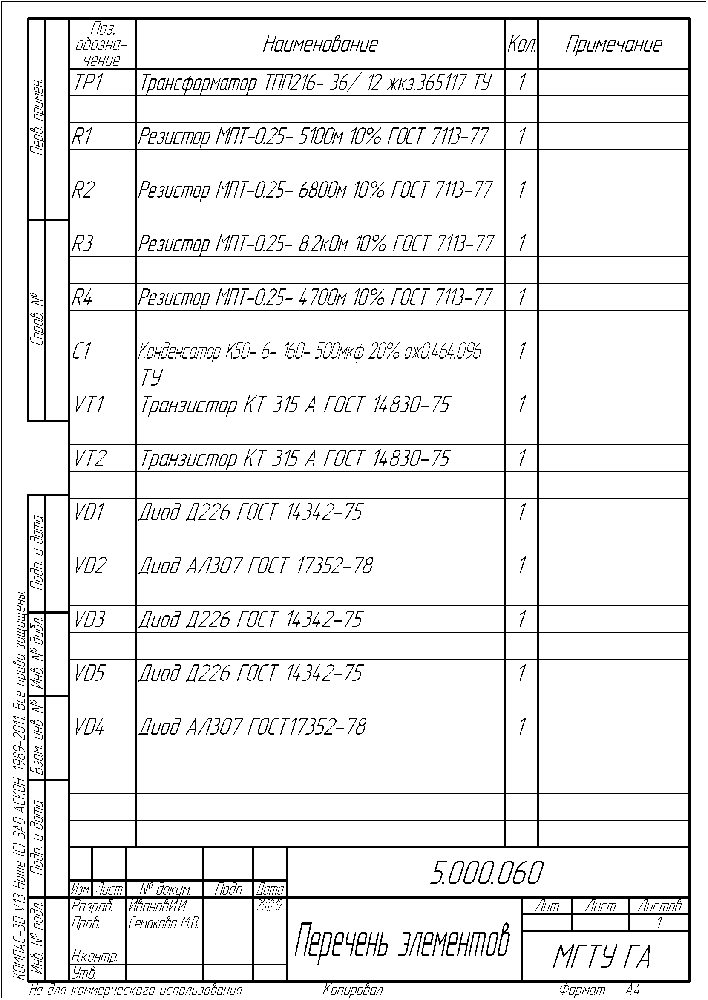 Поз.
обозна-
чение
Наименование
Кол.
Примечание
ТР1 Трансформатор ТПП216- 36/ 12 жкз.365117 ТУ 1
R1 Резистор МПТ-0.25- 510Ом 10% ГОСТ 7113-77 1
R2 Резистор МПТ-0.25- 680Ом 10% ГОСТ 7113-77 1
R3 Резистор МПТ-0.25- 8.2кОм 10% ГОСТ 7113-77 1
R4 Резистор МПТ-0.25- 470Ом 10% ГОСТ 7113-77 1
C1 Конденсатор К50- 6- 160- 500мкф 20% ож0.464.096 1
ТУ
VT1 Транзистор КТ 315 А ГОСТ 14830-75 1
VT2 Транзистор КТ 315 А ГОСТ 14830-75 1
VD1 Диод Д226 ГОСТ 14342-75 1
VD2 Диод АЛ307 ГОСТ 17352-78 1
VD3 Диод Д226 ГОСТ 14342-75 1
VD5 Диод Д226 ГОСТ 14342-75 1
VD4 Диод АЛ307 ГОСТ17352-78 1
Перв. примен.
Справ. №
Подп. и дата
Инв. № дубл.
Взам. инв. №
Подп. и дата
Инв. № подл.
КОМПАС-3D V13 Home (С) ЗАО АСКОН, 1989-2011. Все права защищены.
5.000.060
Изм. Лист № докум. Подп. Дата
Разраб. ИвановИ.И. 21.02.12
Пров. Семакова М.В.
Н.контр.
Утв.
Перечень элементов
Лит. Лист Листов
1
МГТУ ГА
Не для коммерческого использования Копировал Формат А4